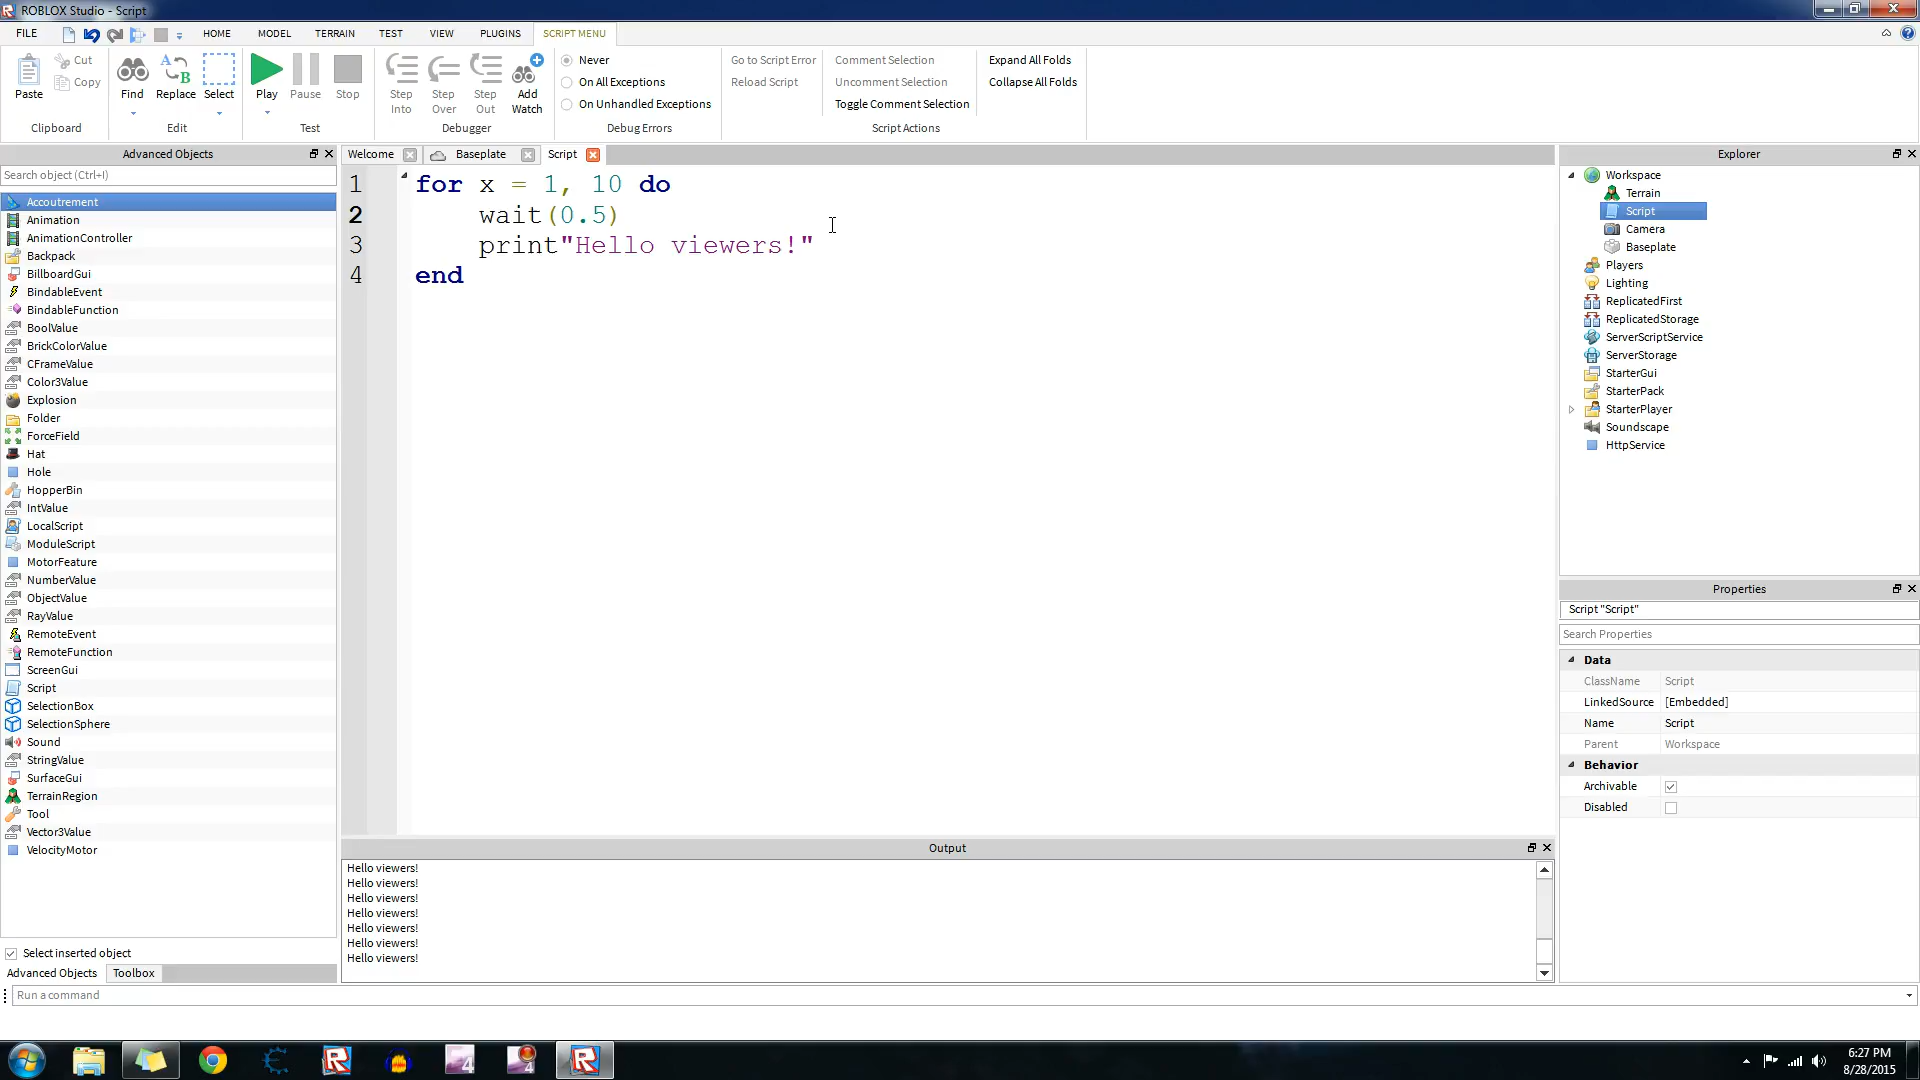 ROBLOX Studio - Script
FILE
HOME
MODEL
TERRAIN
TEST
VIEW
PLUGINS
SCRIPT MENU
Paste
Cut
Copy
Clipboard
Find
Replace
Select
Edit
Play
Pause
Stop
Test
Step Into
Step Over
Step Out
Add Watch
Debugger
Never
On All Exceptions
On Unhandled Exceptions
Debug Errors
Go to Script Error
Reload Script
Comment Selection
Uncomment Selection
Toggle Comment Selection
Script Actions
Expand All Folds
Collapse All Folds
Advanced Objects
Search object (Ctrl+I)
Accoutrement
Animation
AnimationController
Backpack
BillboardGui
BindableEvent
BindableFunction
BoolValue
BrickColorValue
CFrameValue
Color3Value
Explosion
Folder
ForceField
Hat
Hole
HopperBin
IntValue
LocalScript
ModuleScript
MotorFeature
NumberValue
ObjectValue
RayValue
RemoteEvent
RemoteFunction
ScreenGui
Script
SelectionBox
SelectionSphere
Sound
StringValue
SurfaceGui
TerrainRegion
Tool
Vector3Value
VelocityMotor
Select inserted object
Advanced Objects
Toolbox
Run a command
Welcome
Baseplate
Script
1 for x = 1, 10 do
2 wait(0.5)
3 print"Hello viewers!"
4 end
Output
Hello viewers!
Hello viewers!
Hello viewers!
Hello viewers!
Hello viewers!
Hello viewers!
Hello viewers!
Explorer
Workspace
Terrain
Script
Camera
Baseplate
Players
Lighting
ReplicatedFirst
ReplicatedStorage
ServerScriptService
ServerStorage
StarterGui
StarterPack
StarterPlayer
Soundscape
HttpService
Properties
Script "Script"
Search Properties
Data
ClassName Script
LinkedSource [Embedded]
Name Script
Parent Workspace
Behavior
Archivable
Disabled
6:27 PM
8/28/2015